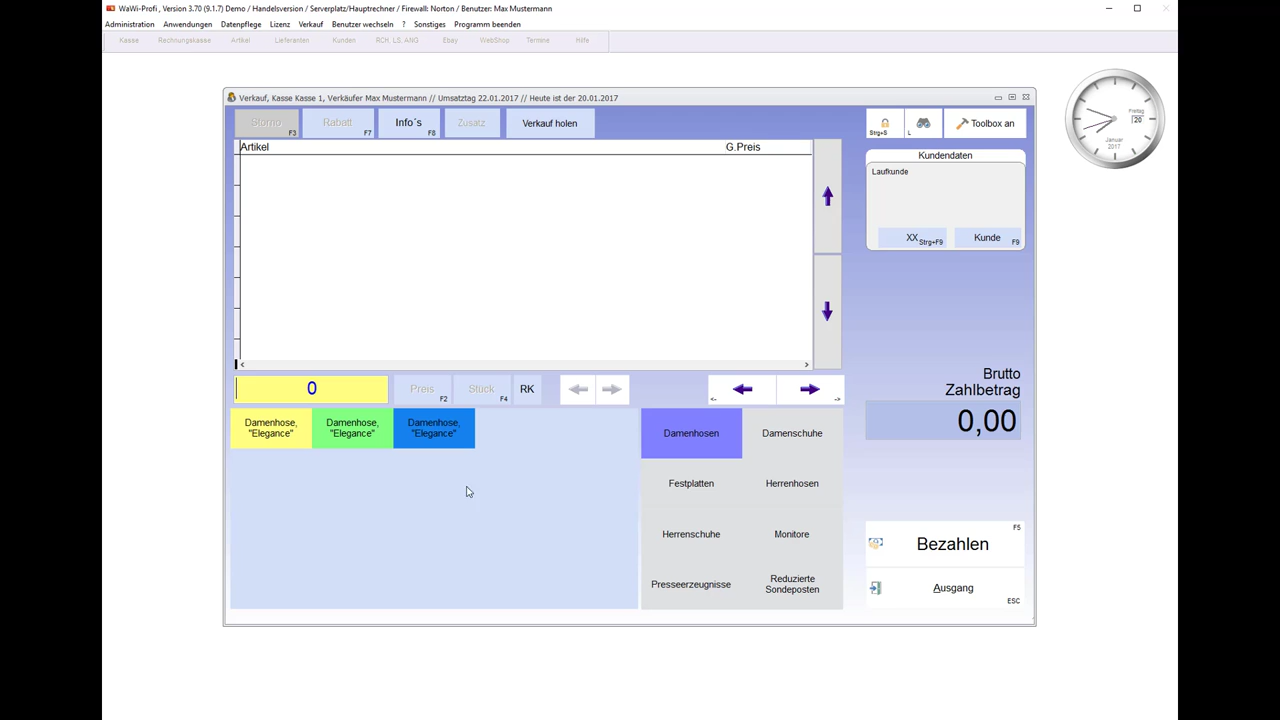 WaWi-Profi , Version 3.70 (9.1.7) Demo / Handelsversion / Serverplatz/Hauptrechner / Firewall: Norton / Benutzer: Max Mustermann
Administration Anwendungen Datenpflege Lizenz Verkauf Benutzer wechseln ? Sonstiges Programm beenden
Kasse Rechnungskasse Artikel Lieferanten Kunden RCH. LS. ANG Ebay WebShop Termine Hilfe
Verkauf, Kasse Kasse 1, Verkäufer Max Mustermann // Umsatztag 22.01.2017 // Heute ist der 20.01.2017
Storno F3 Rabatt F7 Info´s F8 Zusatz Verkauf holen Strg+S L Toolbox an
Freitag
20
Januar
2017
Artikel G.Preis
Kundendaten
Laufkunde
XX Strg+F9 Kunde F9
Brutto
Zahlbetrag
0,00
0 Preis F2 Stück F4 RK <- ->
Damenhose, "Elegance"
Damenhose, "Elegance"
Damenhose, "Elegance"
Damenhosen Damenschuhe
Festplatten Herrenhosen
Herrenschuhe Monitore
Presseerzeugnisse Reduzierte Sondeposten
Bezahlen F5
Ausgang ESC